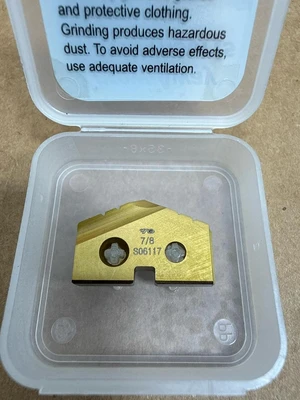 and protective clothing.
Grinding produces hazardous
dust. To avoid adverse effects,
use adequate ventilation.
7/8
S06117